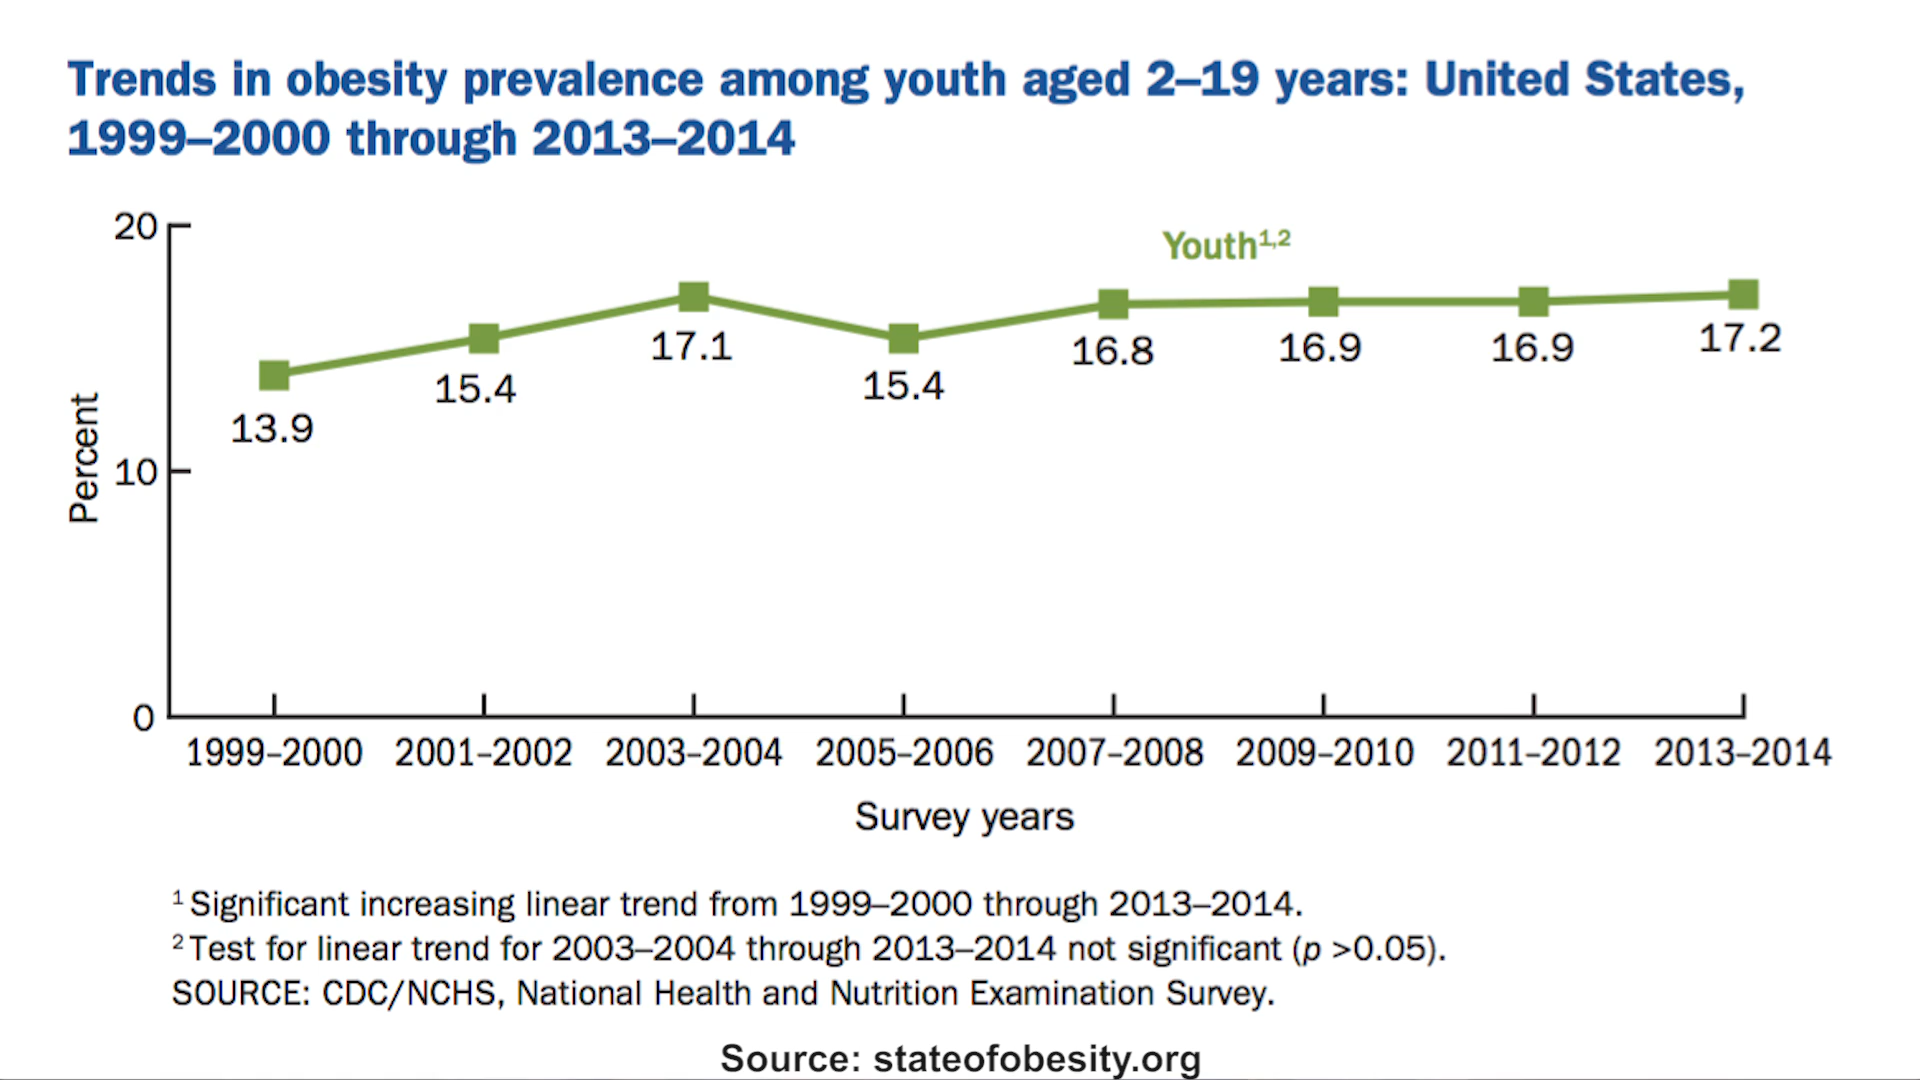 Trends in obesity prevalence among youth aged 2–19 years: United States,
1999–2000 through 2013–2014
20
Youth1,2
17.1
16.8
16.9
16.9
17.2
15.4
15.4
13.9
Percent
10
0
1999–2000 2001–2002 2003–2004 2005–2006 2007–2008 2009–2010 2011–2012 2013–2014
Survey years
1 Significant increasing linear trend from 1999–2000 through 2013–2014.
2 Test for linear trend for 2003–2004 through 2013–2014 not significant (p >0.05).
SOURCE: CDC/NCHS, National Health and Nutrition Examination Survey.
Source: stateofobesity.org